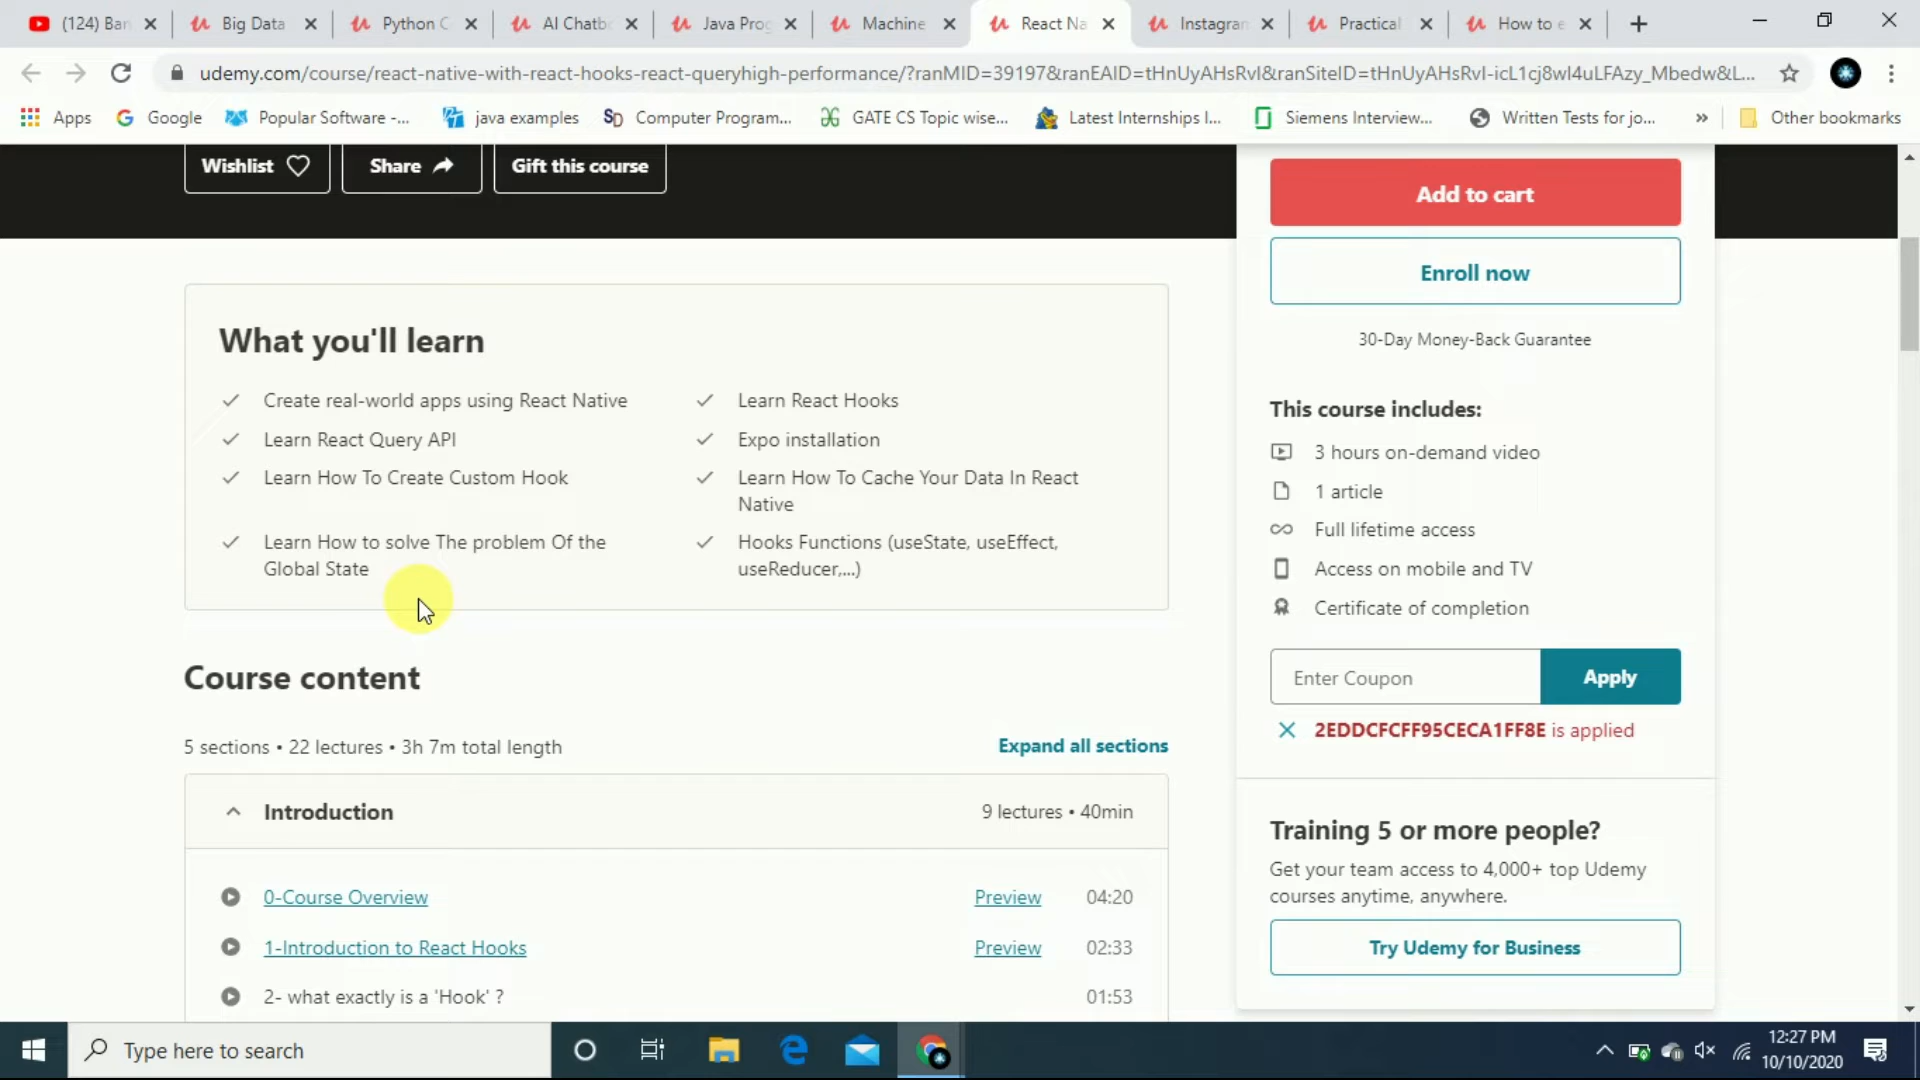 (124) Ban
Big Data
Python C
AI Chatb
Java Prog
Machine
React Na
Instagram
Practical
How to e
udemy.com/course/react-native-with-react-hooks-react-queryhigh-performance/?ranMID=39197&ranEAID=tHnUyAHsRvI&ranSiteID=tHnUyAHsRvI-icL1cj8wI4uLFAzy_Mbedw&L...
Apps
Google
Popular Software -...
java examples
Computer Program...
GATE CS Topic wise...
Latest Internships I...
Siemens Interview...
Written Tests for jo...
»
Other bookmarks
Wishlist
Share
Gift this course
What you'll learn
Create real-world apps using React Native
Learn React Hooks
Learn React Query API
Expo installation
Learn How To Create Custom Hook
Learn How To Cache Your Data In React
Native
Learn How to solve The problem Of the
Global State
Hooks Functions (useState, useEffect,
useReducer,...)
Course content
5 sections • 22 lectures • 3h 7m total length
Expand all sections
Introduction
9 lectures • 40min
0-Course Overview
Preview
04:20
1-Introduction to React Hooks
Preview
02:33
2- what exactly is a 'Hook' ?
01:53
Add to cart
Enroll now
30-Day Money-Back Guarantee
This course includes:
3 hours on-demand video
1 article
Full lifetime access
Access on mobile and TV
Certificate of completion
Enter Coupon
Apply
2EDDCFCFF95CECA1FF8E is applied
Training 5 or more people?
Get your team access to 4,000+ top Udemy
courses anytime, anywhere.
Try Udemy for Business
Type here to search
12:27 PM
10/10/2020